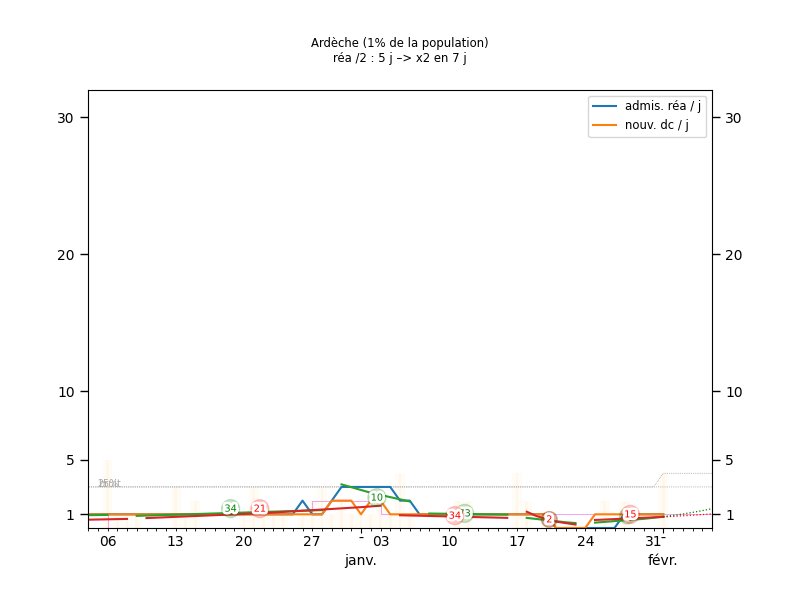 Ardèche (1% de la population)
réa /2 : 5 j –> x2 en 7 j
admis. réa / j
nouv. dc / j
30 30
20 20
10 10
5 5
1 1
34 21 10 34 2 15
06 13 20 27 - 03 10 17 24 31-
janv. févr.